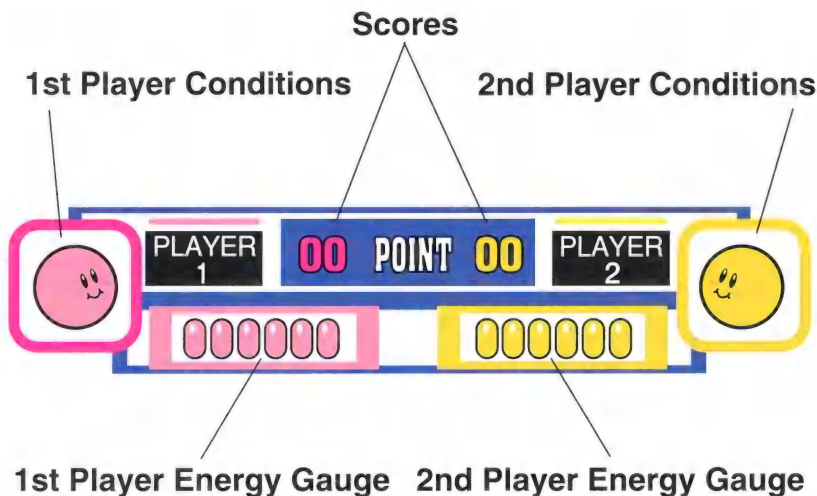 Scores
1st Player Conditions 2nd Player Conditions
PLAYER 1
00 POINT 00
PLAYER 2
1st Player Energy Gauge 2nd Player Energy Gauge